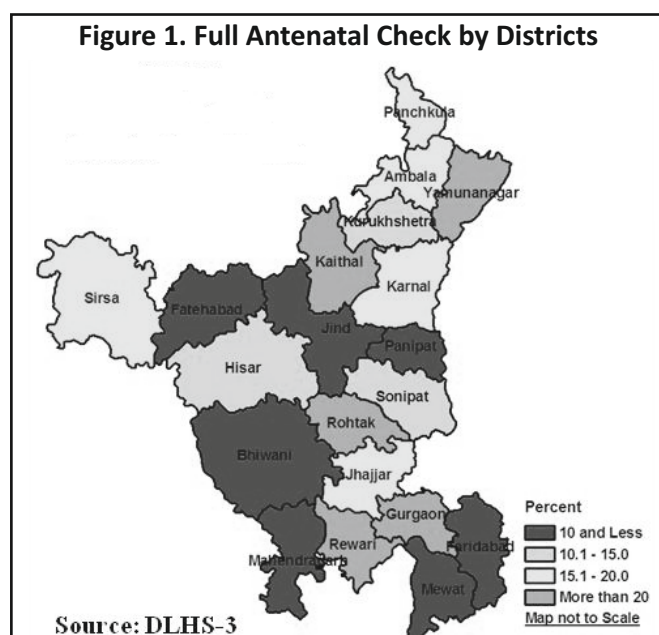 Figure 1. Full Antenatal Check by Districts
Panchkula
Ambala
Yamunanagar
Kurukhshetra
Kaithal
Karnal
Sirsa
Fatehabad
Jind
Panipat
Hisar
Sonipat
Rohtak
Bhiwani
Jhajjar
Gurgaon
Rewari
Faridabad
Mahendragarh
Mewat
Percent
10 and Less
10.1 - 15.0
15.1 - 20.0
More than 20
Map not to Scale
Source: DLHS-3